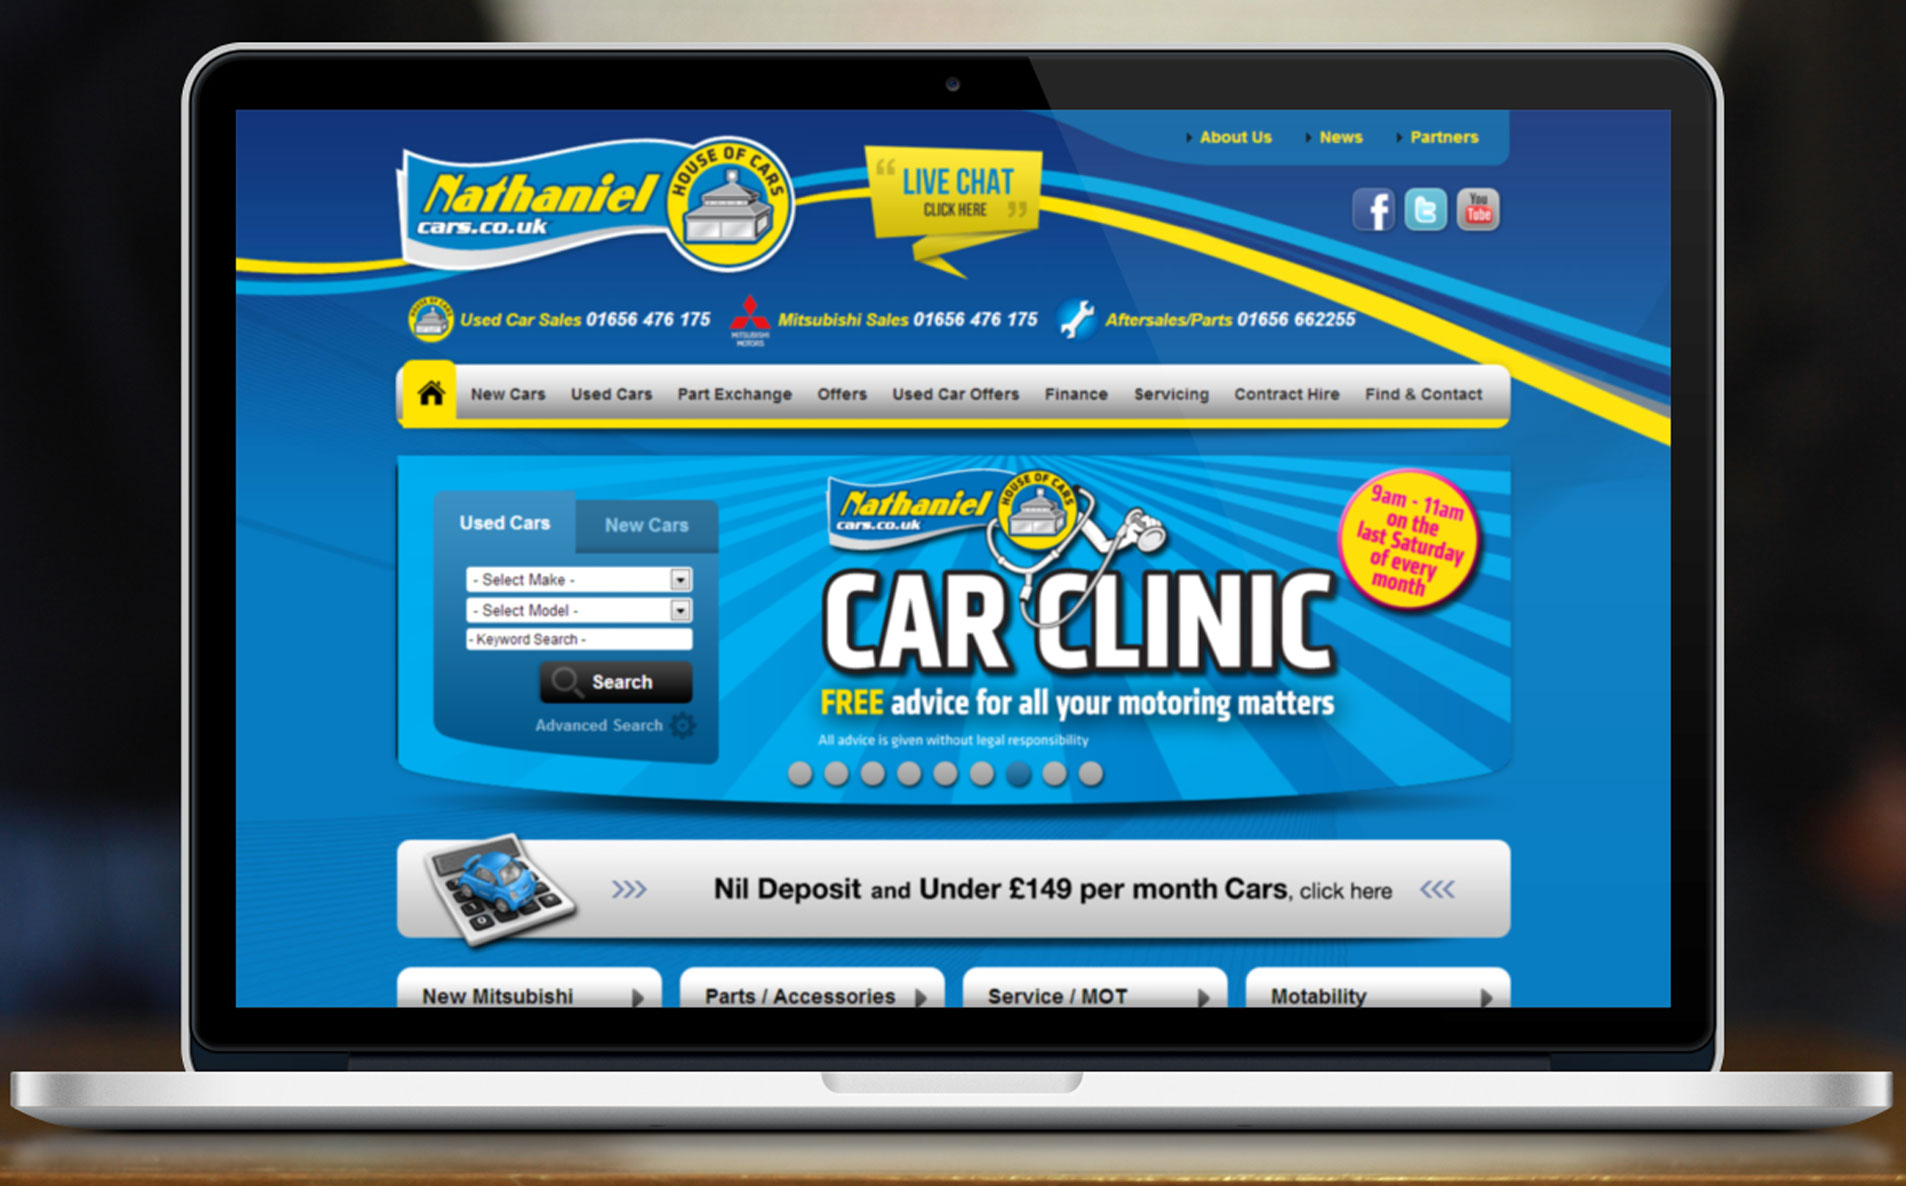 About Us
News
Partners
Nathaniel
cars.co.uk
HOUSE OF CARS
“ LIVE CHAT
CLICK HERE ”
You
Tube
Used Car Sales 01656 476 175
MITSUBISHI
MOTORS
Mitsubishi Sales 01656 476 175
Aftersales/Parts 01656 662255
New Cars
Used Cars
Part Exchange
Offers
Used Car Offers
Finance
Servicing
Contract Hire
Find & Contact
Used Cars
New Cars
- Select Make -
- Select Model -
- Keyword Search -
Search
Advanced Search
Nathaniel
cars.co.uk
HOUSE OF CARS
CAR CLINIC
FREE advice for all your motoring matters
All advice is given without legal responsibility
9am - 11am
on the
last Saturday
of every
month
Nil Deposit and Under £149 per month Cars, click here
New Mitsubishi
Parts / Accessories
Service / MOT
Motability